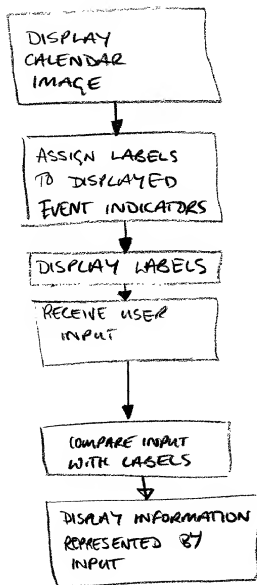 DISPLAY
CALENDAR
IMAGE
ASSIGN LABELS
TO DISPLAYED
EVENT INDICATORS
DISPLAY LABELS
RECEIVE USER
INPUT
COMPARE INPUT
WITH LABELS
DISPLAY INFORMATION
REPRESENTED BY
INPUT